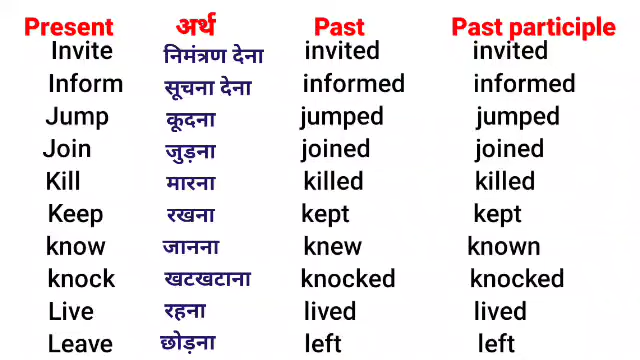 Present अर्थ Past Past participle
Invite निमंत्रण देना invited invited
Inform सूचना देना informed informed
Jump कूदना jumped jumped
Join जुड़ना joined joined
Kill मारना killed killed
Keep रखना kept kept
know जानना knew known
knock खटखटाना knocked knocked
Live रहना lived lived
Leave छोड़ना left left